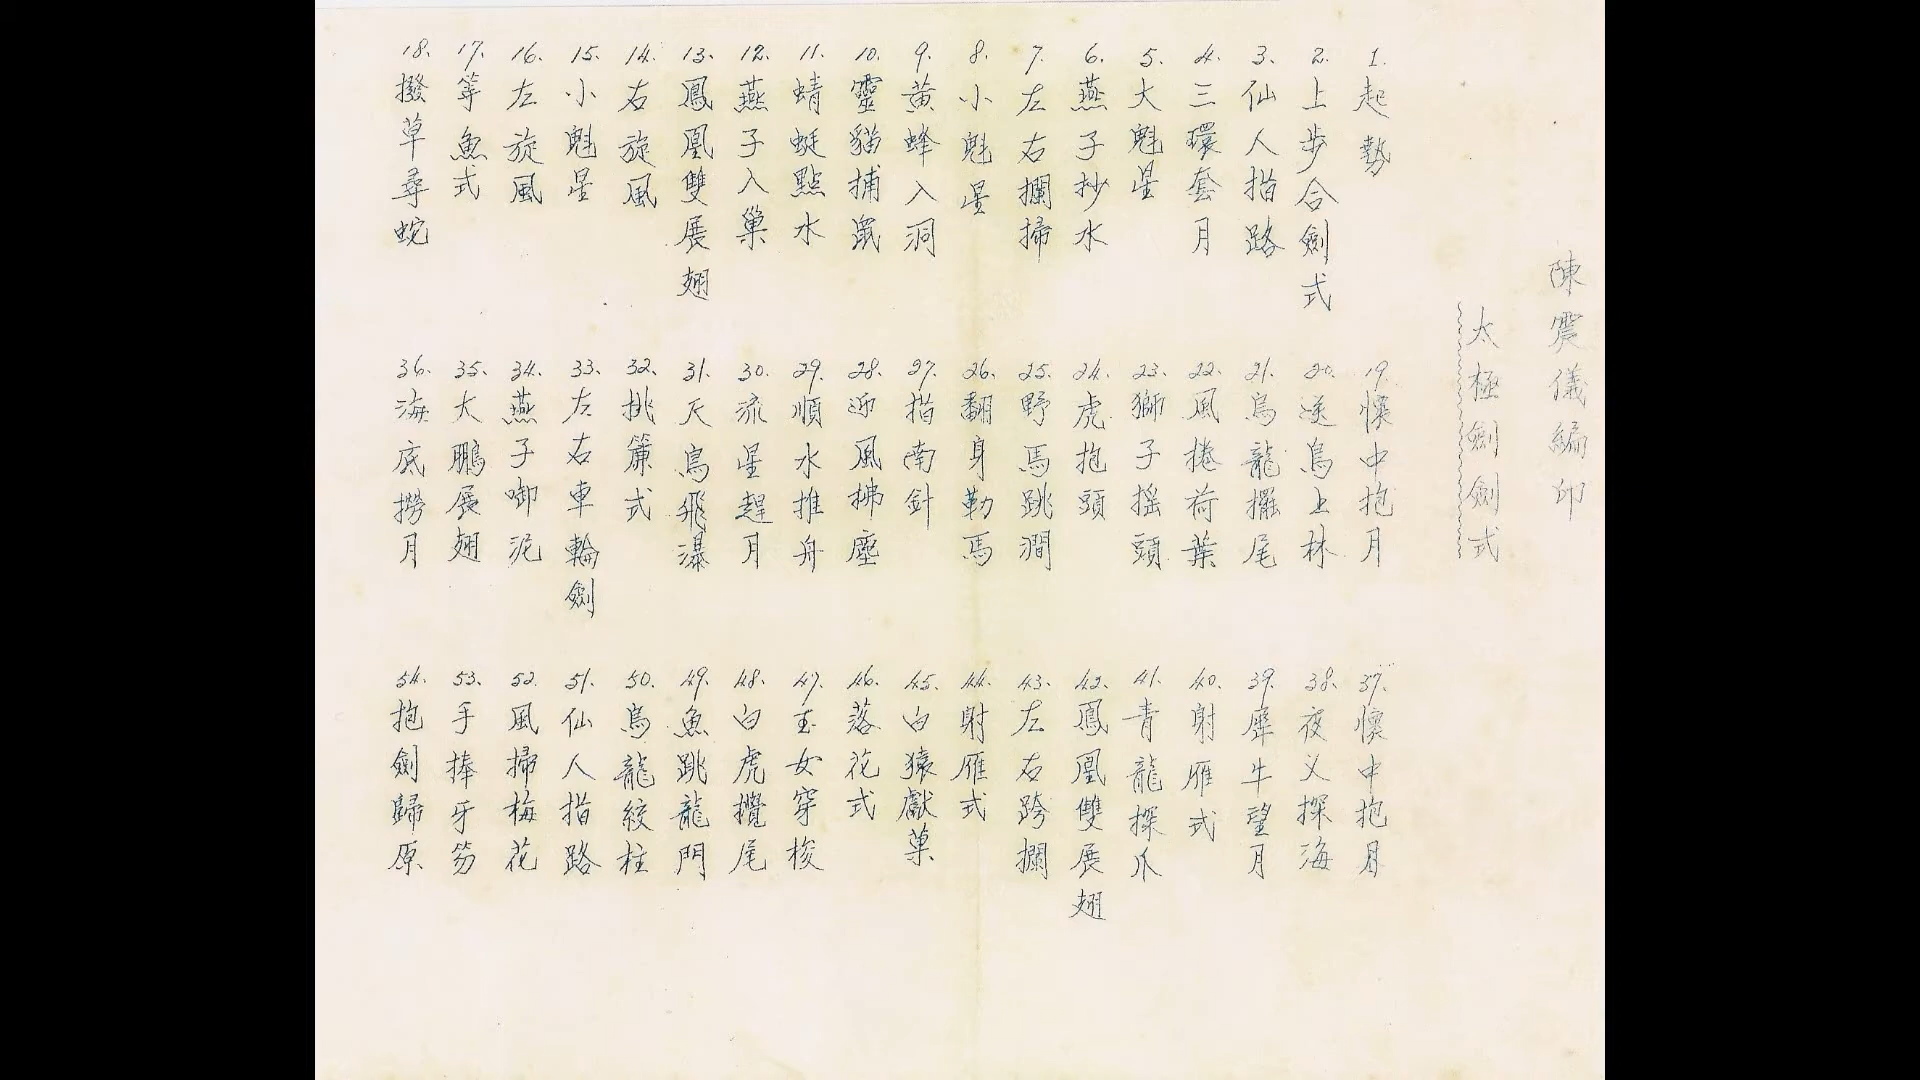 陳震儀編印
太極劍劍式
1. 起勢
2. 上步合劍式
3. 仙人指路
4. 三環套月
5. 大魁星
6. 燕子抄水
7. 左右攔掃
8. 小魁星
9. 黃蜂入洞
10. 靈貓捕鼠
11. 蜻蜓點水
12. 燕子入巢
13. 鳳凰雙展翅
14. 右旋風
15. 小魁星
16. 左旋風
17. 等魚式
18. 撥草尋蛇
19. 懷中抱月
20. 送鳥上林
21. 烏龍擺尾
22. 風捲荷葉
23. 獅子搖頭
24. 虎抱頭
25. 野馬跳澗
26. 翻身勒馬
27. 指南針
28. 迎風拂塵
29. 順水推舟
30. 流星趕月
31. 天鳥飛瀑
32. 挑簾式
33. 左右車輪劍
34. 燕子啣泥
35. 大鵬展翅
36. 海底撈月
37. 懷中抱月
38. 夜叉探海
39. 犀牛望月
40. 射雁式
41. 青龍探爪
42. 鳳凰雙展翅
43. 左右跨攔
44. 射雁式
45. 白猿獻菓
46. 落花式
47. 玉女穿梭
48. 白虎攪尾
49. 魚跳龍門
50. 烏龍絞柱
51. 仙人指路
52. 風掃梅花
53. 手捧牙笏
54. 抱劍歸原